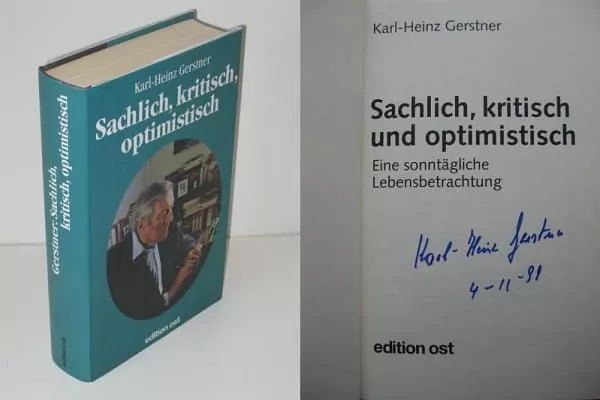 Gerstner: Sachlich,
kritisch, optimistisch
Karl-Heinz Gerstner
Sachlich, kritisch,
optimistisch
edition ost
Karl-Heinz Gerstner
Sachlich, kritisch
und optimistisch
Eine sonntägliche
Lebensbetrachtung
Karl-Heinz Gerstner
4-11-99
edition ost